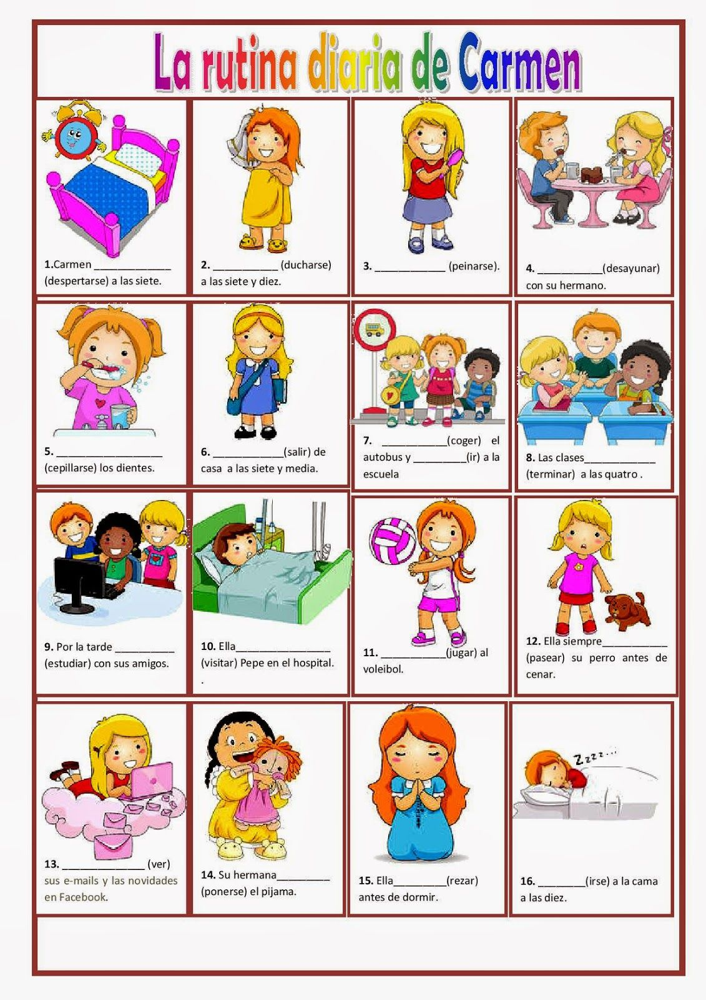 La rutina diaria de Carmen
1.Carmen _____________
(despertarse) a las siete.
2. ___________ (ducharse)
a las siete y diez.
3. ____________ (peinarse).
4. ___________(desayunar)
con su hermano.
5. __________________
(cepillarse) los dientes.
6. ____________(salir) de
casa a las siete y media.
7. ___________(coger) el
autobus y _________(ir) a la
escuela
8. Las clases____________
(terminar) a las quatro .
9. Por la tarde __________
(estudiar) con sus amigos.
10. Ella________________
(visitar) Pepe en el hospital.
.
11. ___________(jugar) al
voleibol.
12. Ella siempre___________
(pasear) su perro antes de
cenar.
13. ______________ (ver)
sus e-mails y las novidades
en Facebook.
14. Su hermana_________
(ponerse) el pijama.
15. Ella_________(rezar)
antes de dormir.
Zzzz...
16. ________(irse) a la cama
a las diez.